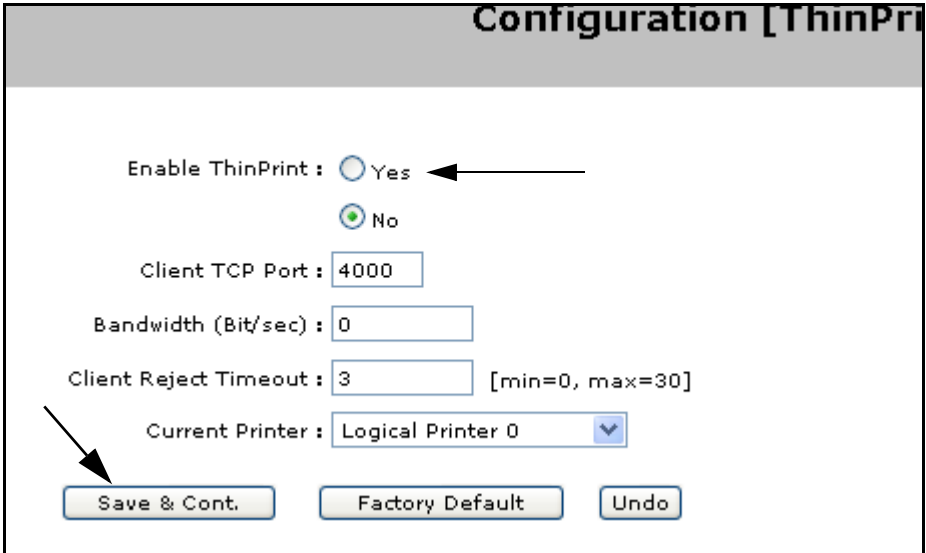 Configuration [ThinPri
Enable ThinPrint : Yes
No
Client TCP Port : 4000
Bandwidth (Bit/sec) : 0
Client Reject Timeout : 3 [min=0, max=30]
Current Printer : Logical Printer 0
Save & Cont. Factory Default Undo